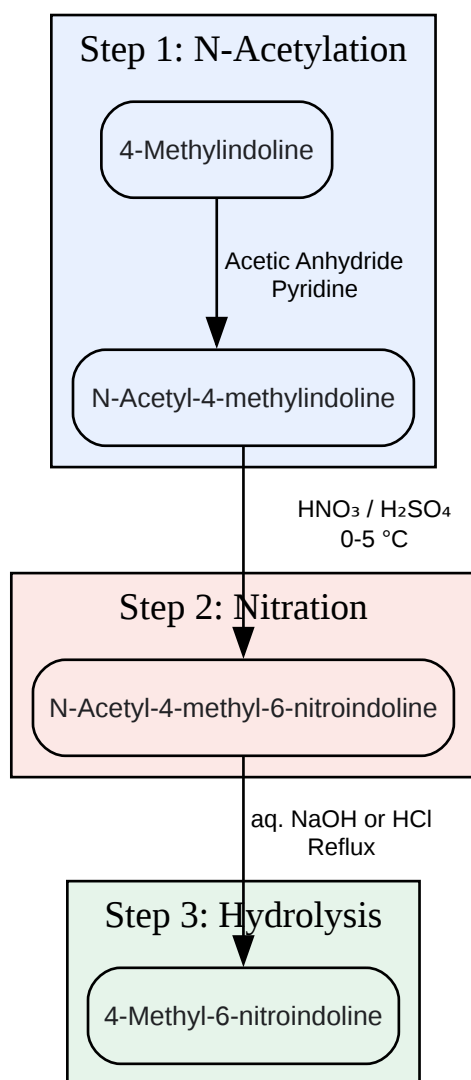 Step 1: N-Acetylation
4-Methylindoline
Acetic Anhydride
Pyridine
N-Acetyl-4-methylindoline
HNO₃ / H₂SO₄
0-5 °C
Step 2: Nitration
N-Acetyl-4-methyl-6-nitroindoline
aq. NaOH or HCl
Reflux
Step 3: Hydrolysis
4-Methyl-6-nitroindoline